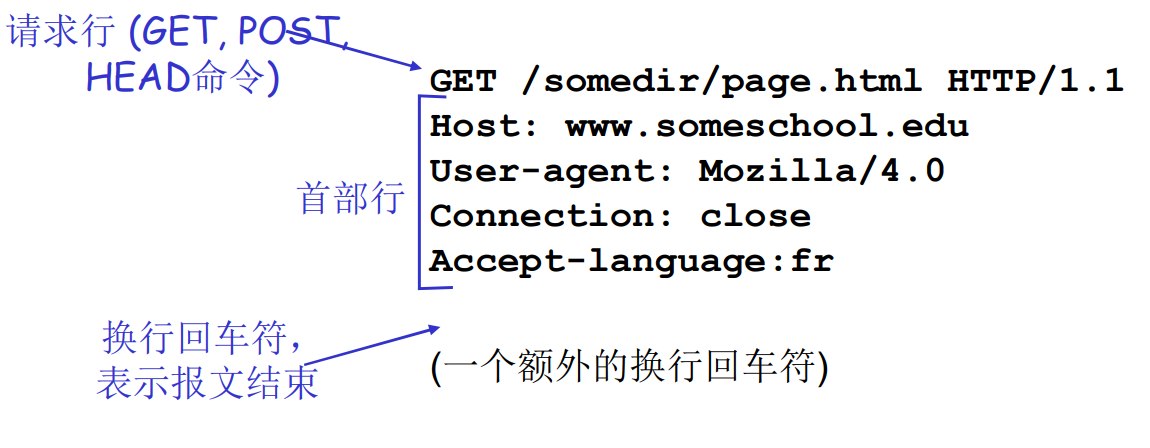 请求行 (GET, POST,
HEAD命令)
GET /somedir/page.html HTTP/1.1
Host: www.someschool.edu
User-agent: Mozilla/4.0
Connection: close
Accept-language:fr
首部行
换行回车符，
表示报文结束
(一个额外的换行回车符)